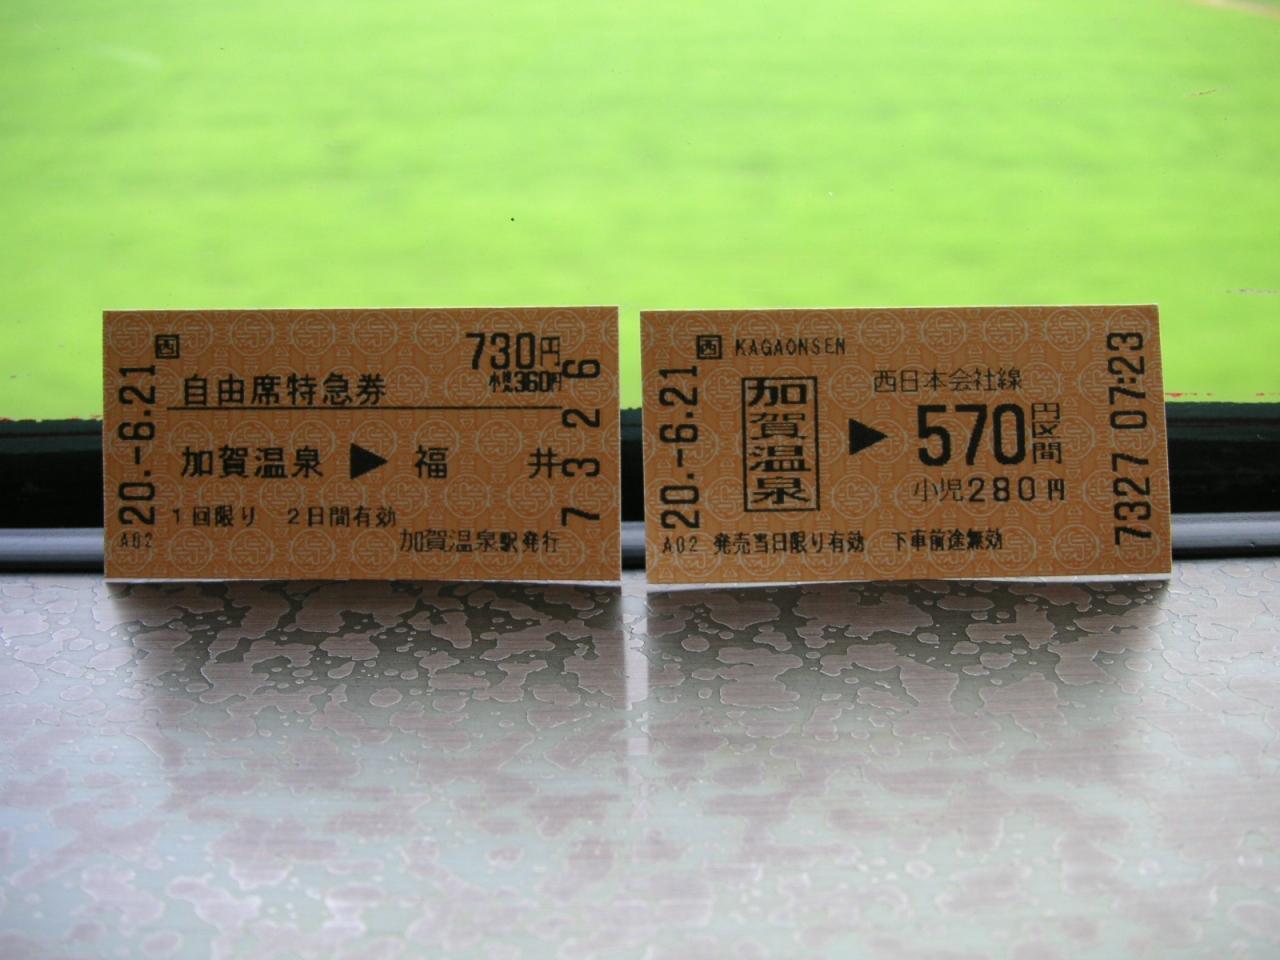 西
730円
小児360円
自由席特急券
加賀温泉 ▶ 福 井
1回限り 2日間有効
加賀温泉駅発行
20.-6.21
A02
7326
西 KAGAONSEN
加賀温泉
▶
西日本会社線
570円区間
小児280円
A02 発売当日限り有効 下車前途無効
20.-6.21
7327 07:23